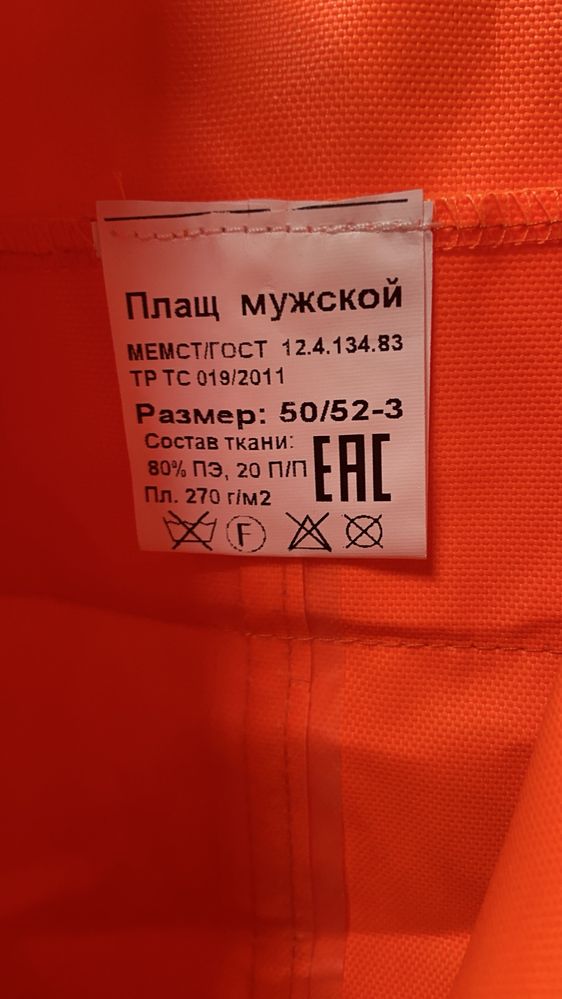 Плащ мужской
МЕМСТ/ГОСТ 12.4.134.83
ТР ТС 019/2011
Размер: 50/52-3
Состав ткани:
80% ПЭ, 20 П/П
Пл. 270 г/м2
EAC
F